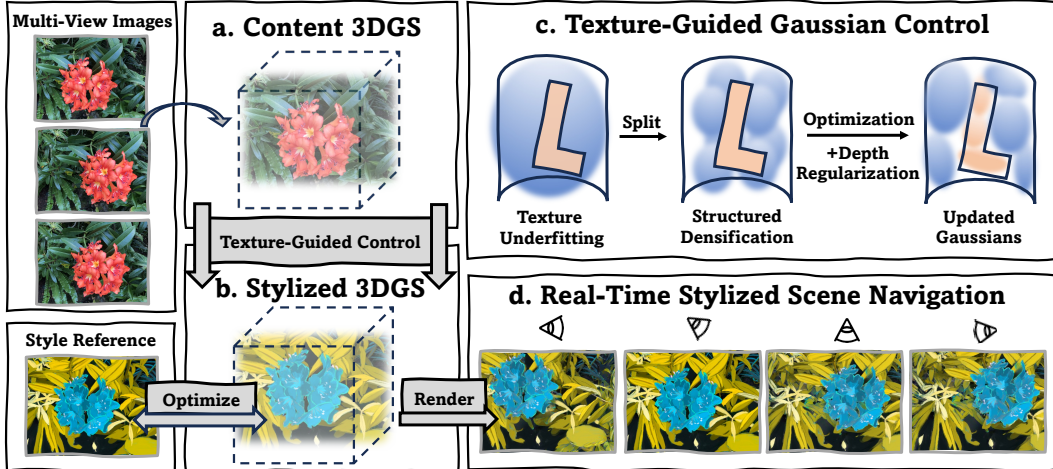 Multi-View Images
a. Content 3DGS
Texture-Guided Control
b. Stylized 3DGS
Style Reference
Optimize
Render
c. Texture-Guided Gaussian Control
Split
Optimization
+Depth
Regularization
Texture
Underfitting
Structured
Densification
Updated
Gaussians
d. Real-Time Stylized Scene Navigation